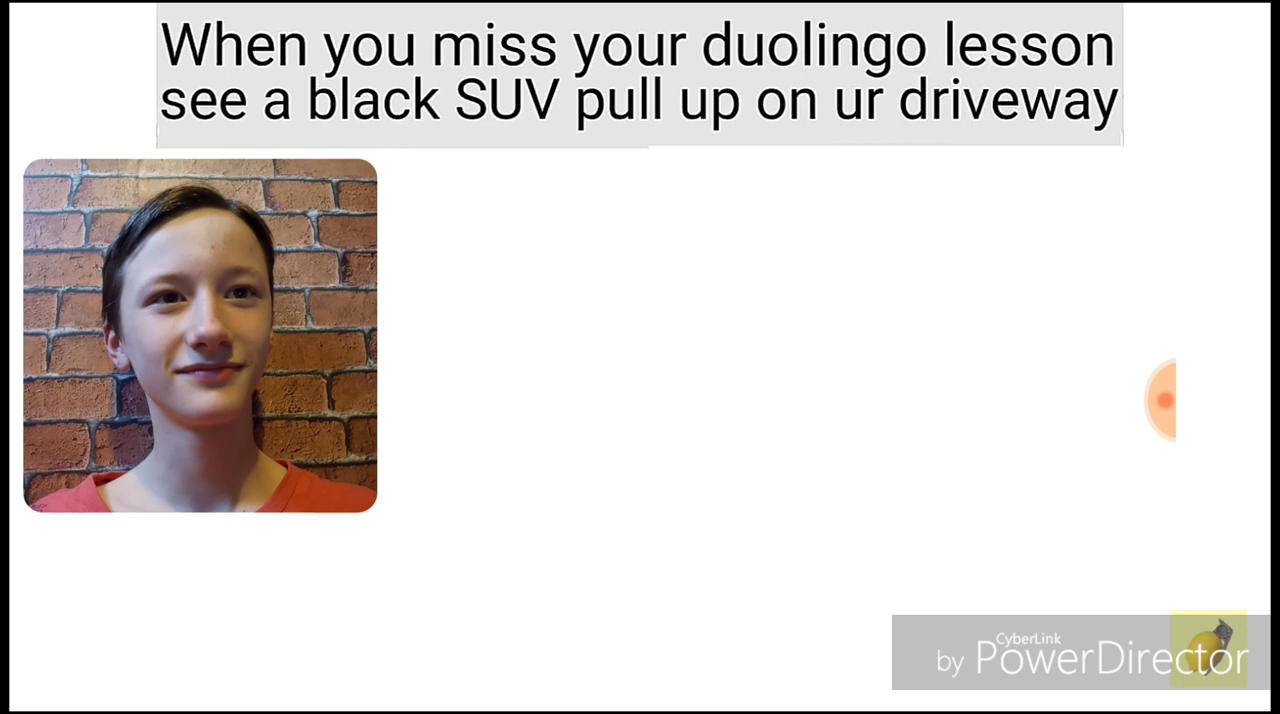 When you miss your duolingo lesson
see a black SUV pull up on ur driveway
CyberLink
by PowerDirector